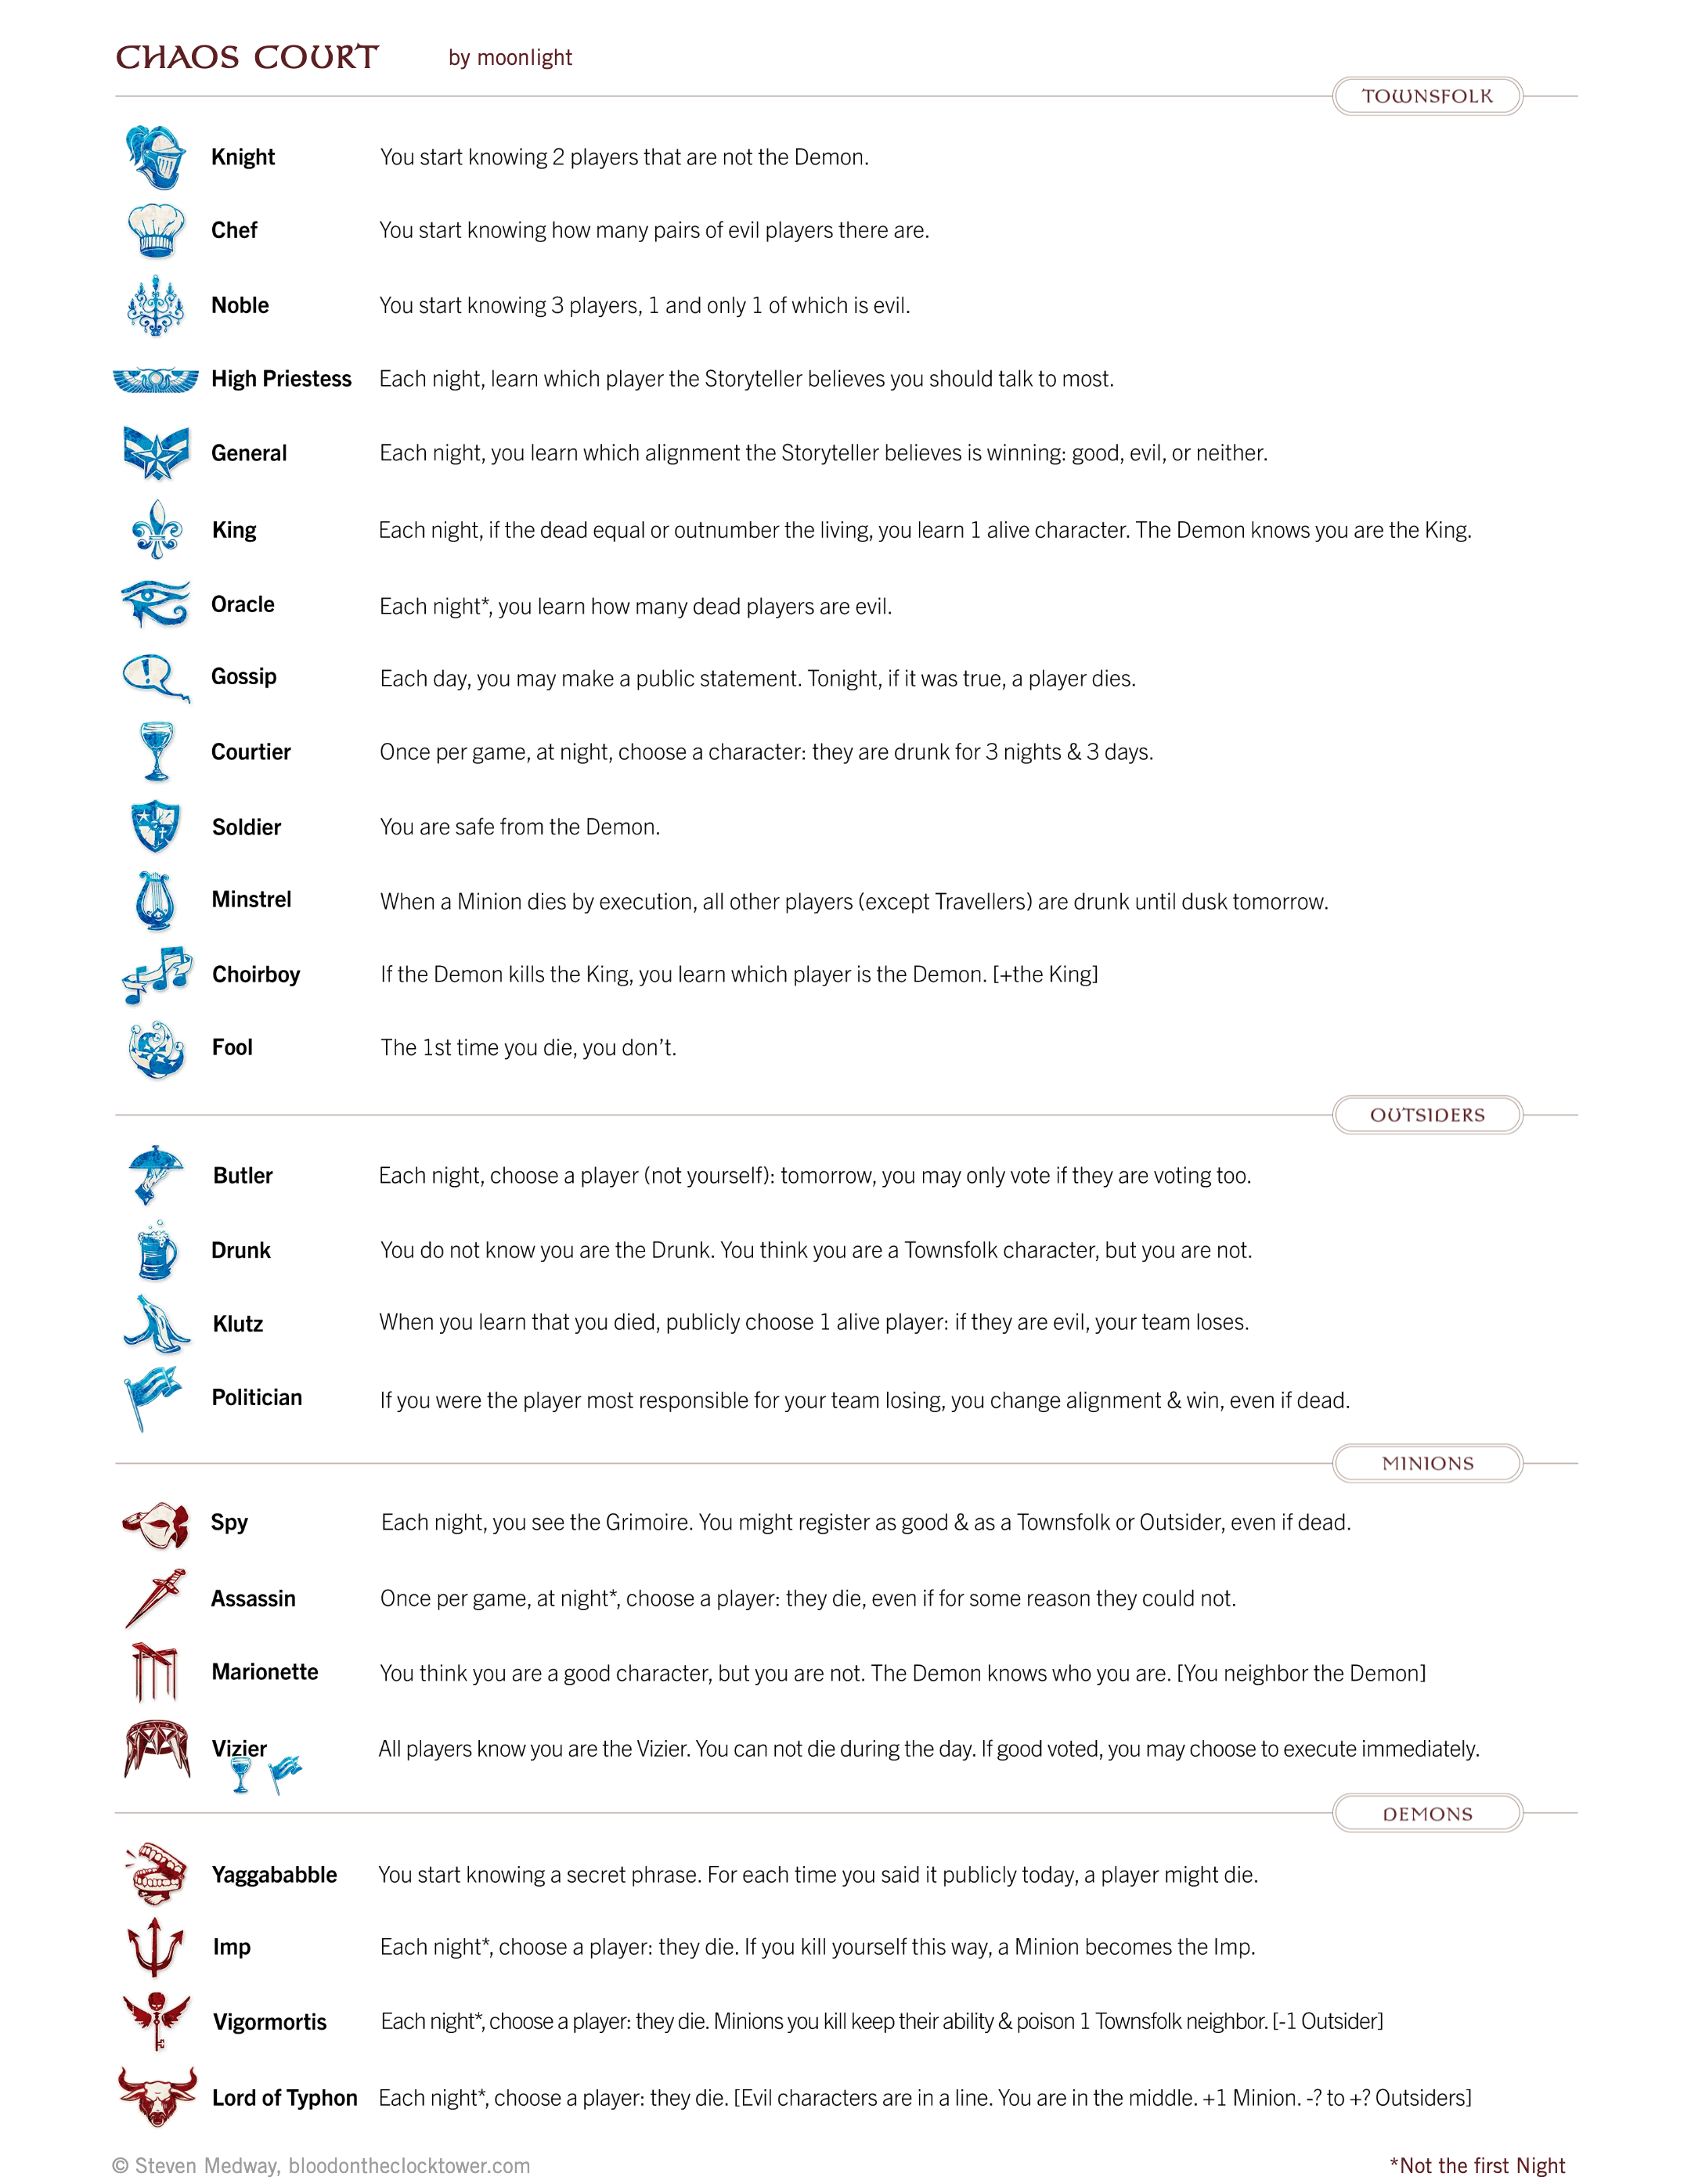 CHAOS COURT by moonlight
TOWNSFOLK
Knight You start knowing 2 players that are not the Demon.
Chef You start knowing how many pairs of evil players there are.
Noble You start knowing 3 players, 1 and only 1 of which is evil.
High Priestess Each night, learn which player the Storyteller believes you should talk to most.
General Each night, you learn which alignment the Storyteller believes is winning: good, evil, or neither.
King Each night, if the dead equal or outnumber the living, you learn 1 alive character. The Demon knows you are the King.
Oracle Each night*, you learn how many dead players are evil.
Gossip Each day, you may make a public statement. Tonight, if it was true, a player dies.
Courtier Once per game, at night, choose a character: they are drunk for 3 nights & 3 days.
Soldier You are safe from the Demon.
Minstrel When a Minion dies by execution, all other players (except Travellers) are drunk until dusk tomorrow.
Choirboy If the Demon kills the King, you learn which player is the Demon. [+the King]
Fool The 1st time you die, you don't.
OUTSIDERS
Butler Each night, choose a player (not yourself): tomorrow, you may only vote if they are voting too.
Drunk You do not know you are the Drunk. You think you are a Townsfolk character, but you are not.
Klutz When you learn that you died, publicly choose 1 alive player: if they are evil, your team loses.
Politician If you were the player most responsible for your team losing, you change alignment & win, even if dead.
MINIONS
Spy Each night, you see the Grimoire. You might register as good & as a Townsfolk or Outsider, even if dead.
Assassin Once per game, at night*, choose a player: they die, even if for some reason they could not.
Marionette You think you are a good character, but you are not. The Demon knows who you are. [You neighbor the Demon]
Vizier All players know you are the Vizier. You can not die during the day. If good voted, you may choose to execute immediately.
DEMONS
Yaggababble You start knowing a secret phrase. For each time you said it publicly today, a player might die.
Imp Each night*, choose a player: they die. If you kill yourself this way, a Minion becomes the Imp.
Vigormortis Each night*, choose a player: they die. Minions you kill keep their ability & poison 1 Townsfolk neighbor. [-1 Outsider]
Lord of Typhon Each night*, choose a player: they die. [Evil characters are in a line. You are in the middle. +1 Minion. -? to +? Outsiders]
© Steven Medway, bloodontheclocktower.com *Not the first Night